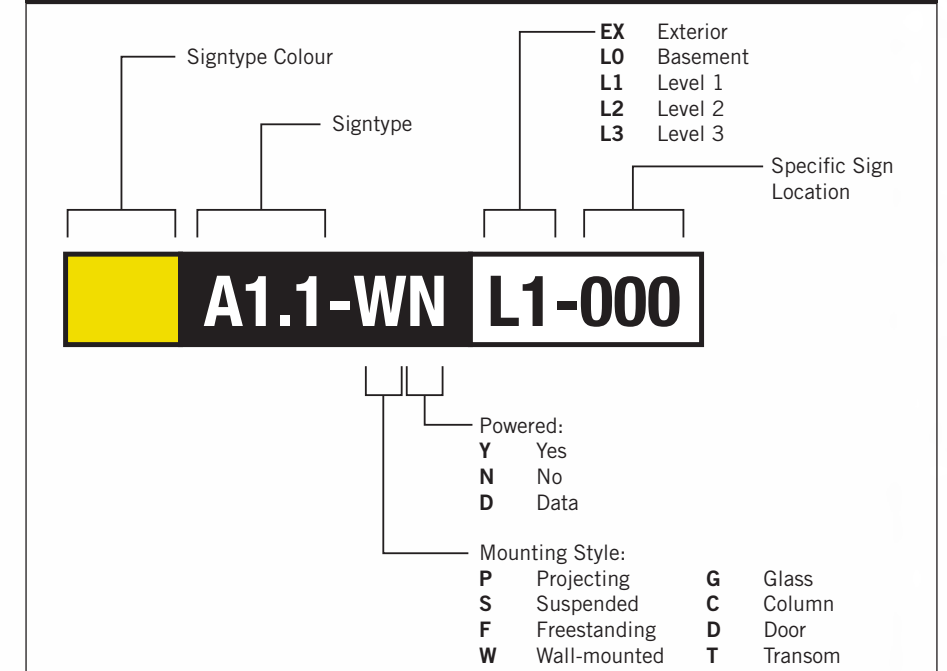 Signtype Colour
Signtype
EX Exterior
L0 Basement
L1 Level 1
L2 Level 2
L3 Level 3
Specific Sign
Location
A1.1-WN L1-000
Powered:
Y Yes
N No
D Data
Mounting Style:
P Projecting G Glass
S Suspended C Column
F Freestanding D Door
W Wall-mounted T Transom